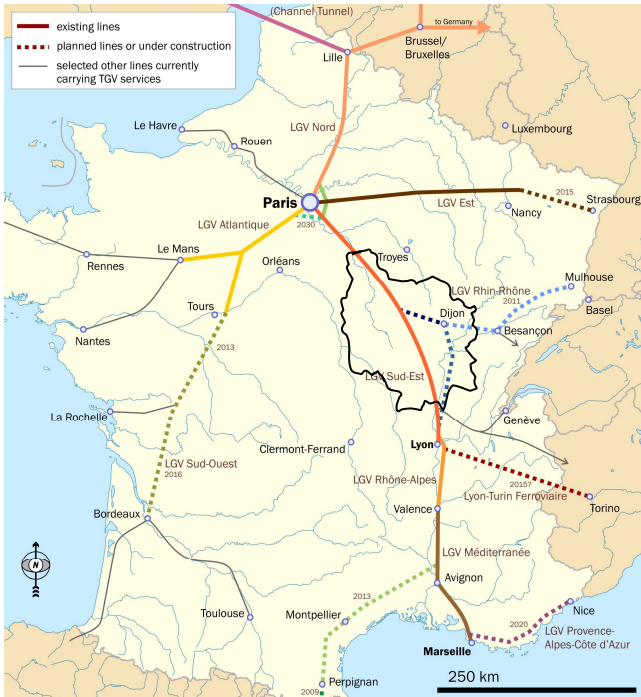 (Channel Tunnel)
existing lines
planned lines or under construction
selected other lines currently
carrying TGV services
to Germany
Brussel/
Bruxelles
Lille
Le Havre
LGV Nord
Luxembourg
Rouen
Paris
LGV Est
2015
Strasbourg
Nancy
LGV Atlantique
2030
Le Mans
Rennes
Troyes
Orléans
LGV Rhin-Rhône
Mulhouse
2011
Basel
Tours
Dijon
Besançon
Nantes
2013
LGV Sud-Est
La Rochelle
Genève
Clermont-Ferrand
Lyon
LGV Sud-Ouest
2016
LGV Rhône-Alpes
2015?
Lyon-Turin Ferroviaire
Torino
Valence
Bordeaux
LGV Méditerranée
N
Avignon
2013
Toulouse
Montpellier
Nice
2020
LGV Provence-
Alpes-Côte d'Azur
Marseille
250 km
Perpignan
2009